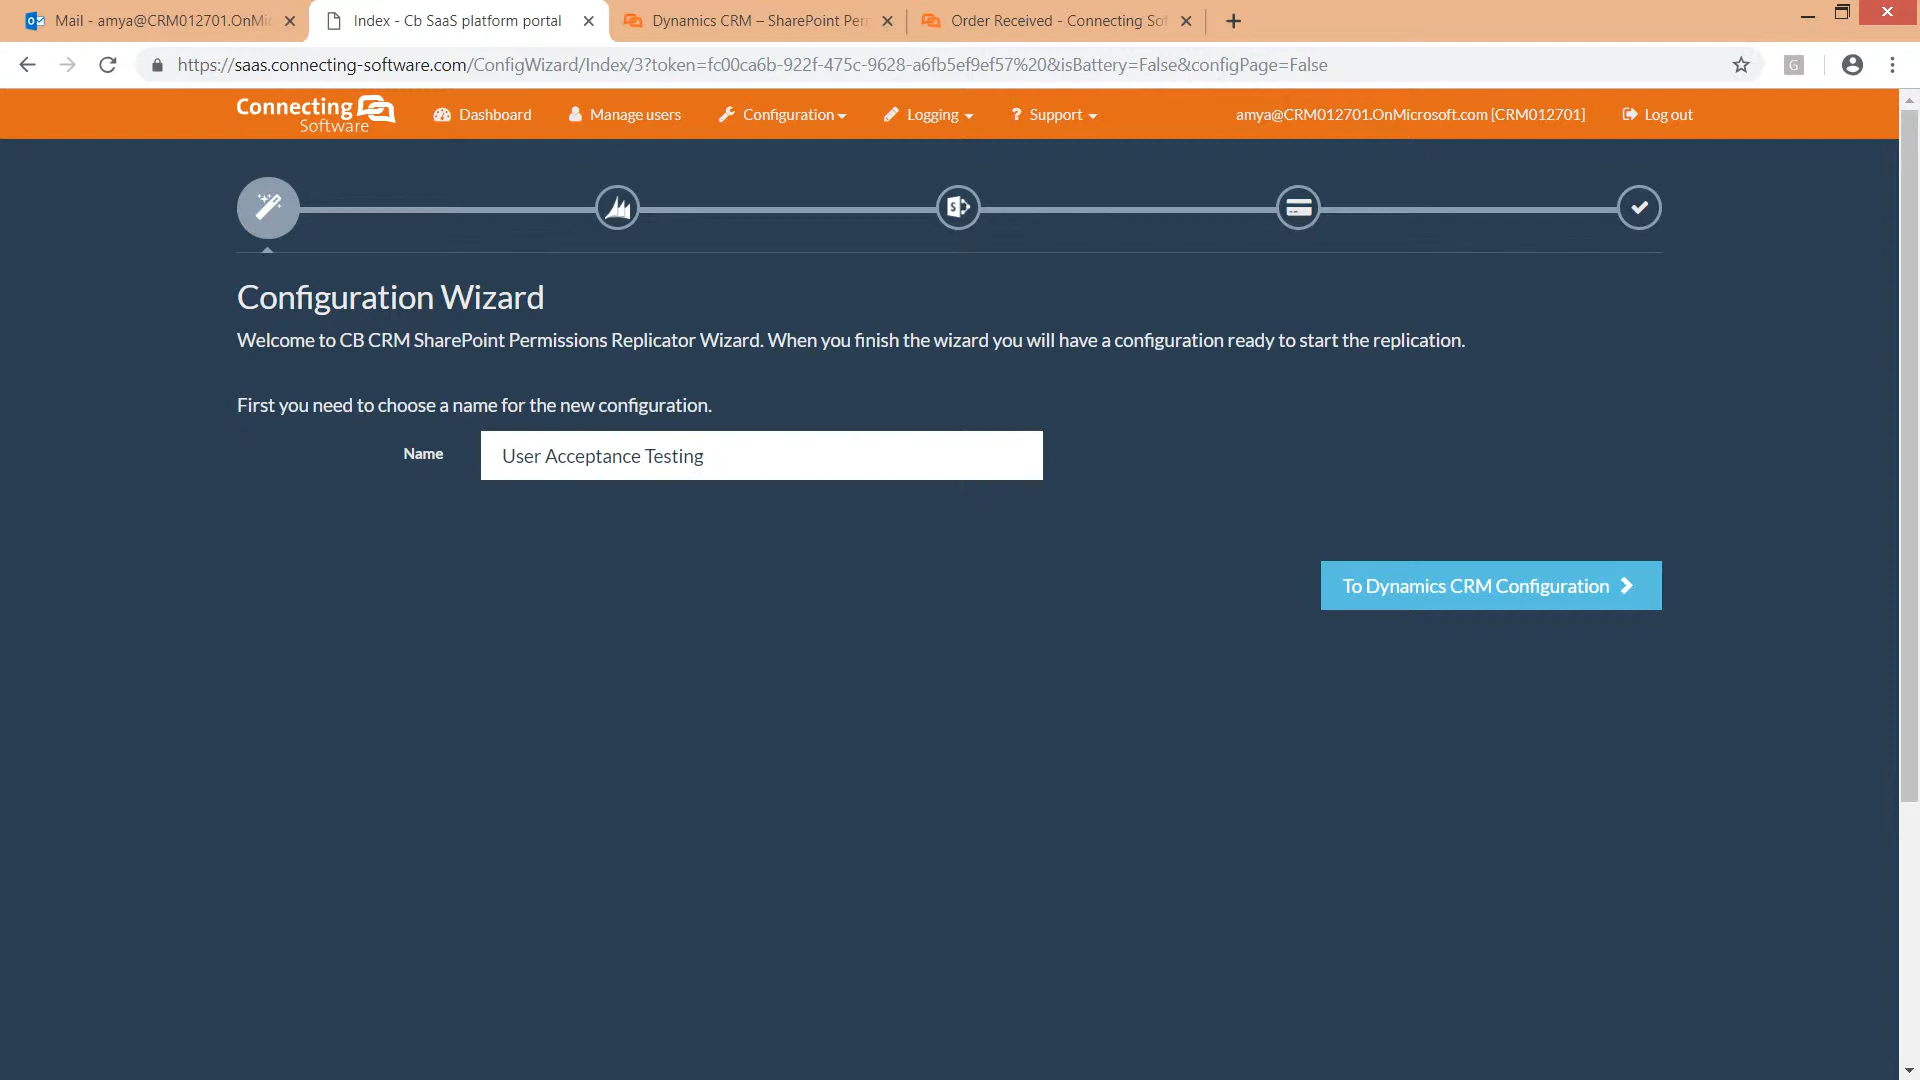 Mail - amya@CRM012701.OnMi
Index - Cb SaaS platform portal
Dynamics CRM – SharePoint Per
Order Received - Connecting Sof
https://saas.connecting-software.com/ConfigWizard/Index/3?token=fc00ca6b-922f-475c-9628-a6fb5ef9ef57%20&isBattery=False&configPage=False
G
Connecting
Software
Dashboard
Manage users
Configuration
Logging
? Support
amya@CRM012701.OnMicrosoft.com [CRM012701]
Log out
Configuration Wizard
Welcome to CB CRM SharePoint Permissions Replicator Wizard. When you finish the wizard you will have a configuration ready to start the replication.
First you need to choose a name for the new configuration.
Name
User Acceptance Testing
To Dynamics CRM Configuration